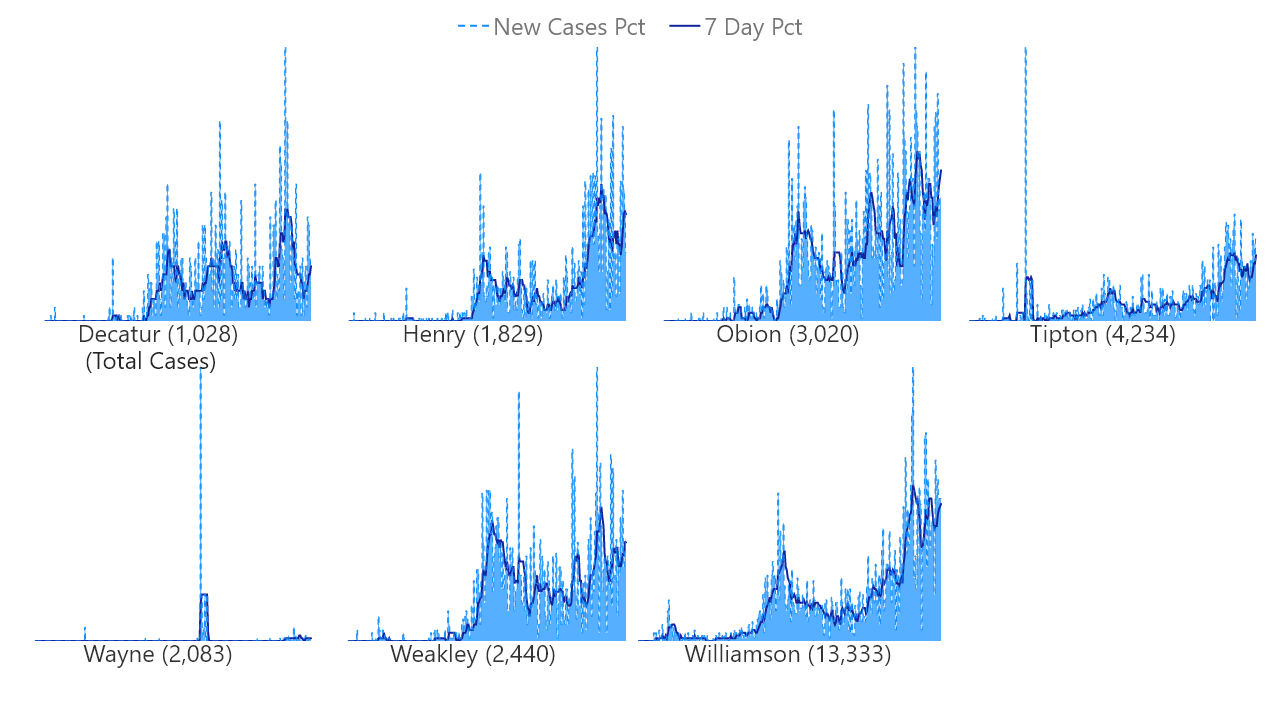 New Cases Pct 7 Day Pct
Decatur (1,028) Henry (1,829) Obion (3,020) Tipton (4,234)
(Total Cases)
Wayne (2,083) Weakley (2,440) Williamson (13,333)